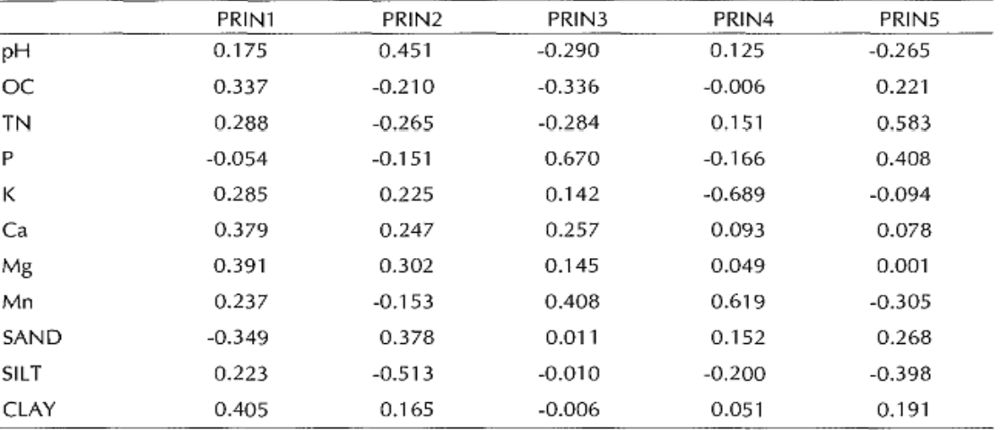 PRIN1 PRIN2 PRIN3 PRIN4 PRIN5
pH 0.175 0.451 -0.290 0.125 -0.265
OC 0.337 -0.210 -0.336 -0.006 0.221
TN 0.288 -0.265 -0.284 0.151 0.583
P -0.054 -0.151 0.670 -0.166 0.408
K 0.285 0.225 0.142 -0.689 -0.094
Ca 0.379 0.247 0.257 0.093 0.078
Mg 0.391 0.302 0.145 0.049 0.001
Mn 0.237 -0.153 0.408 0.619 -0.305
SAND -0.349 0.378 0.011 0.152 0.268
SILT 0.223 -0.513 -0.010 -0.200 -0.398
CLAY 0.405 0.165 -0.006 0.051 0.191